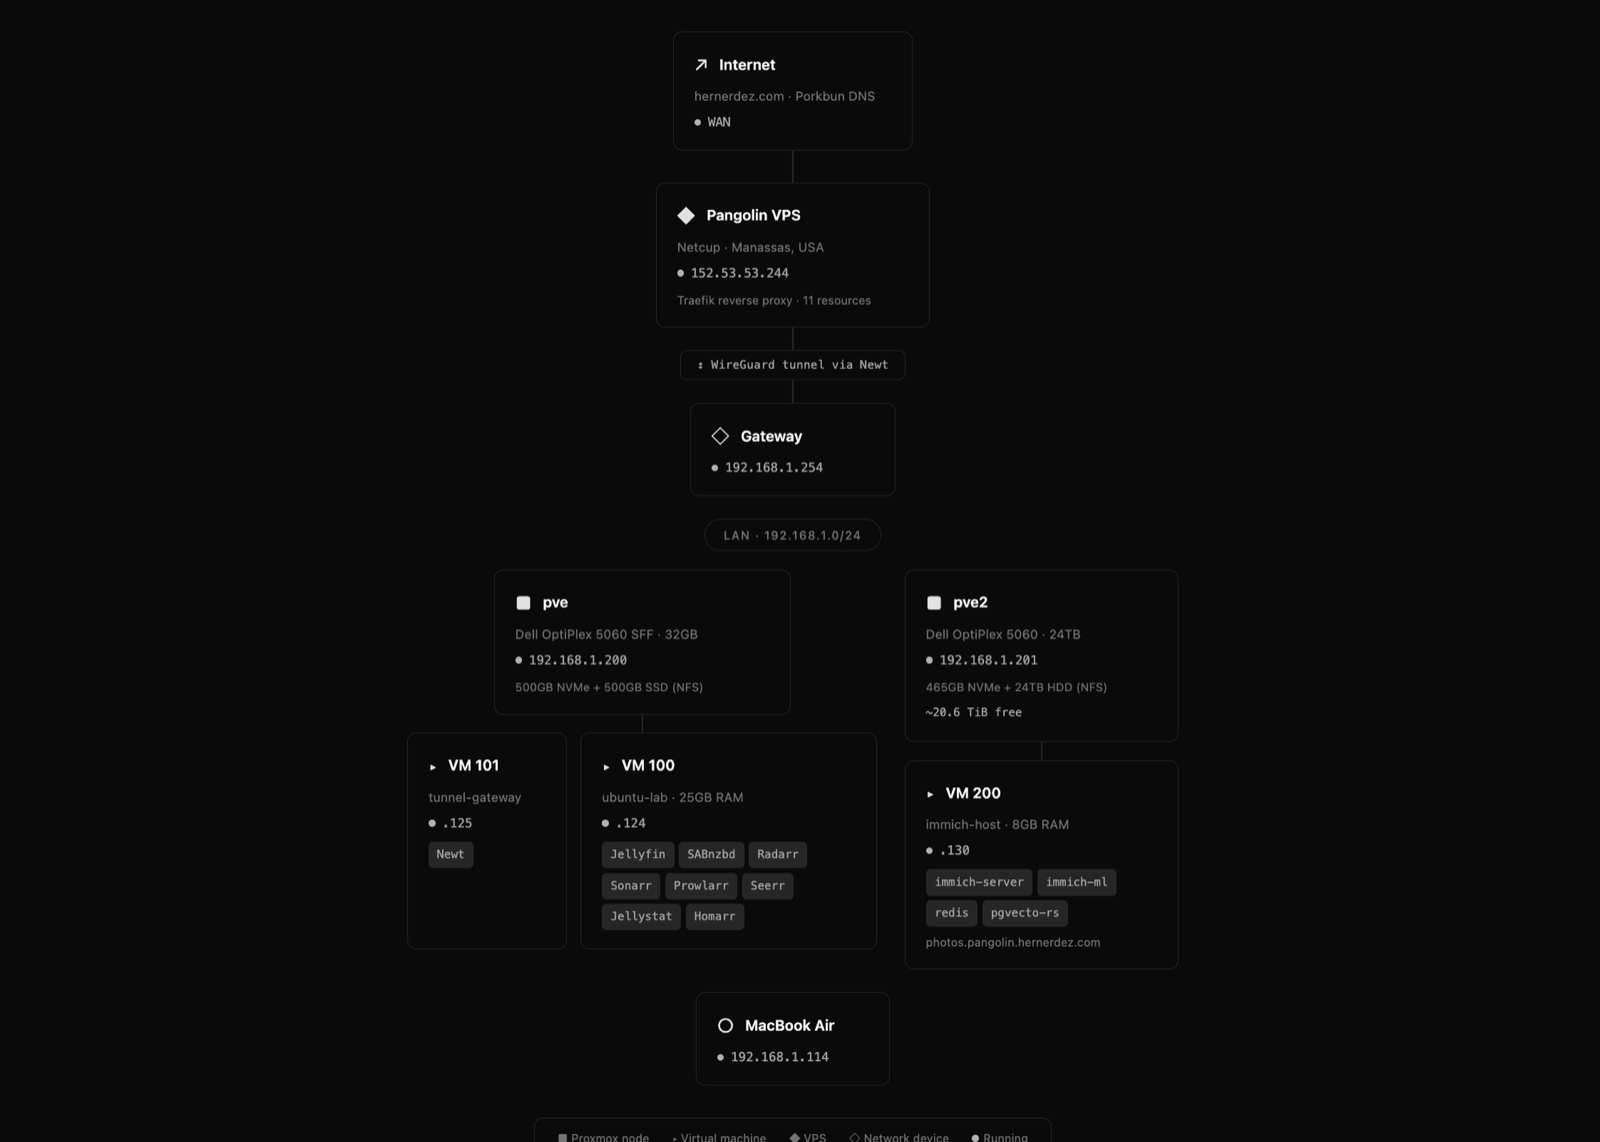 Internet
hernerdez.com · Porkbun DNS
WAN
Pangolin VPS
Netcup · Manassas, USA
152.53.53.244
Traefik reverse proxy · 11 resources
↕ WireGuard tunnel via Newt
Gateway
192.168.1.254
LAN · 192.168.1.0/24
pve
Dell OptiPlex 5060 SFF · 32GB
192.168.1.200
500GB NVMe + 500GB SSD (NFS)
pve2
Dell OptiPlex 5060 · 24TB
192.168.1.201
465GB NVMe + 24TB HDD (NFS)
~20.6 TiB free
VM 101
tunnel-gateway
.125
Newt
VM 100
ubuntu-lab · 25GB RAM
.124
Jellyfin SABnzbd Radarr
Sonarr Prowlarr Seerr
Jellystat Homarr
VM 200
immich-host · 8GB RAM
.130
immich-server immich-ml
redis pgvecto-rs
photos.pangolin.hernerdez.com
MacBook Air
192.168.1.114
Proxmox node Virtual machine VPS Network device Running